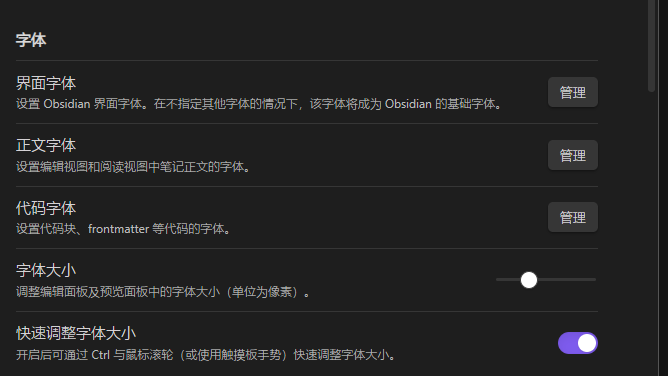 字体
界面字体
设置 Obsidian 界面字体。在不指定其他字体的情况下，该字体将成为 Obsidian 的基础字体。
管理
正文字体
设置编辑视图和阅读视图中笔记正文的字体。
管理
代码字体
设置代码块、frontmatter 等代码的字体。
管理
字体大小
调整编辑面板及预览面板中的字体大小（单位为像素）。
快速调整字体大小
开启后可通过 Ctrl 与鼠标滚轮（或使用触摸板手势）快速调整字体大小。